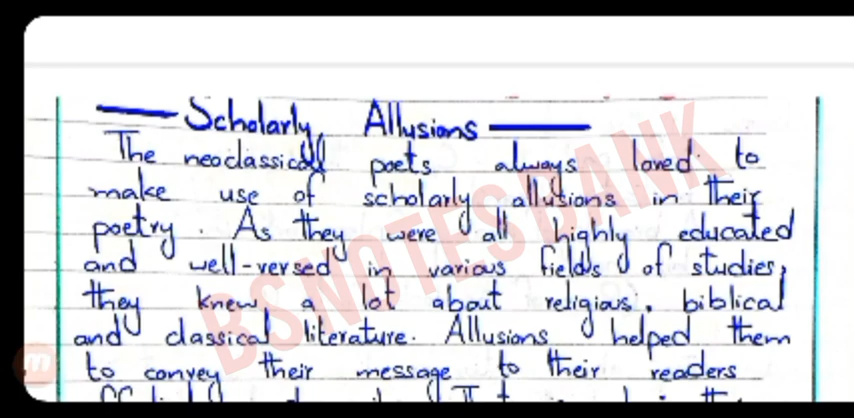 Scholarly Allusions
The neoclassical poets always loved to
make use of scholarly allusions in their
poetry. As they were all highly educated
and well-versed in various fields of studies,
they knew a lot about religious, biblical
and classical literature. Allusions helped them
to convey their message to their readers
BSNOTESBANK